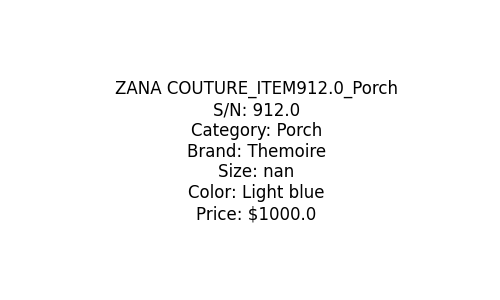 ZANA COUTURE_ITEM912.0_Porch
S/N: 912.0
Category: Porch
Brand: Themoire
Size: nan
Color: Light blue
Price: $1000.0